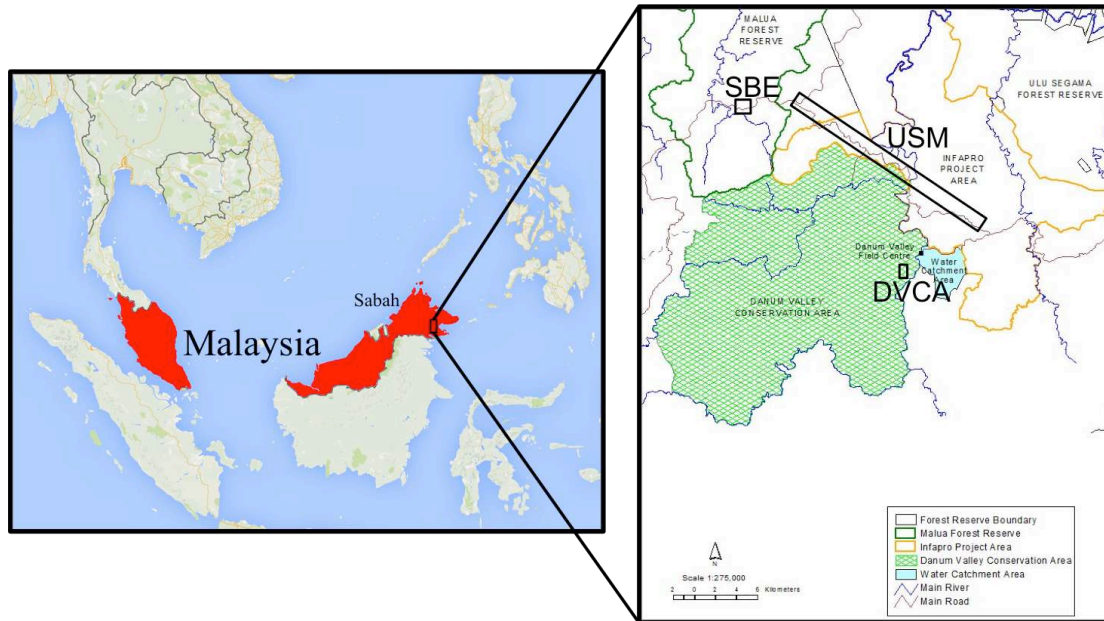 Sabah
Malaysia
MALUA
FOREST
RESERVE
SBE
ULU SEGAMA
FOREST RESERVE
USM
INFAPRO
PROJECT
AREA
Danum Valley
Field Centre
Water
Catchment
Area
DVCA
DANUM VALLEY
CONSERVATION AREA
N
Scale 1:275,000
2 0 2 4 6 Kilometers
Forest Reserve Boundary
Malua Forest Reserve
Infapro Project Area
Danum Valley Conservation Area
Water Catchment Area
Main River
Main Road